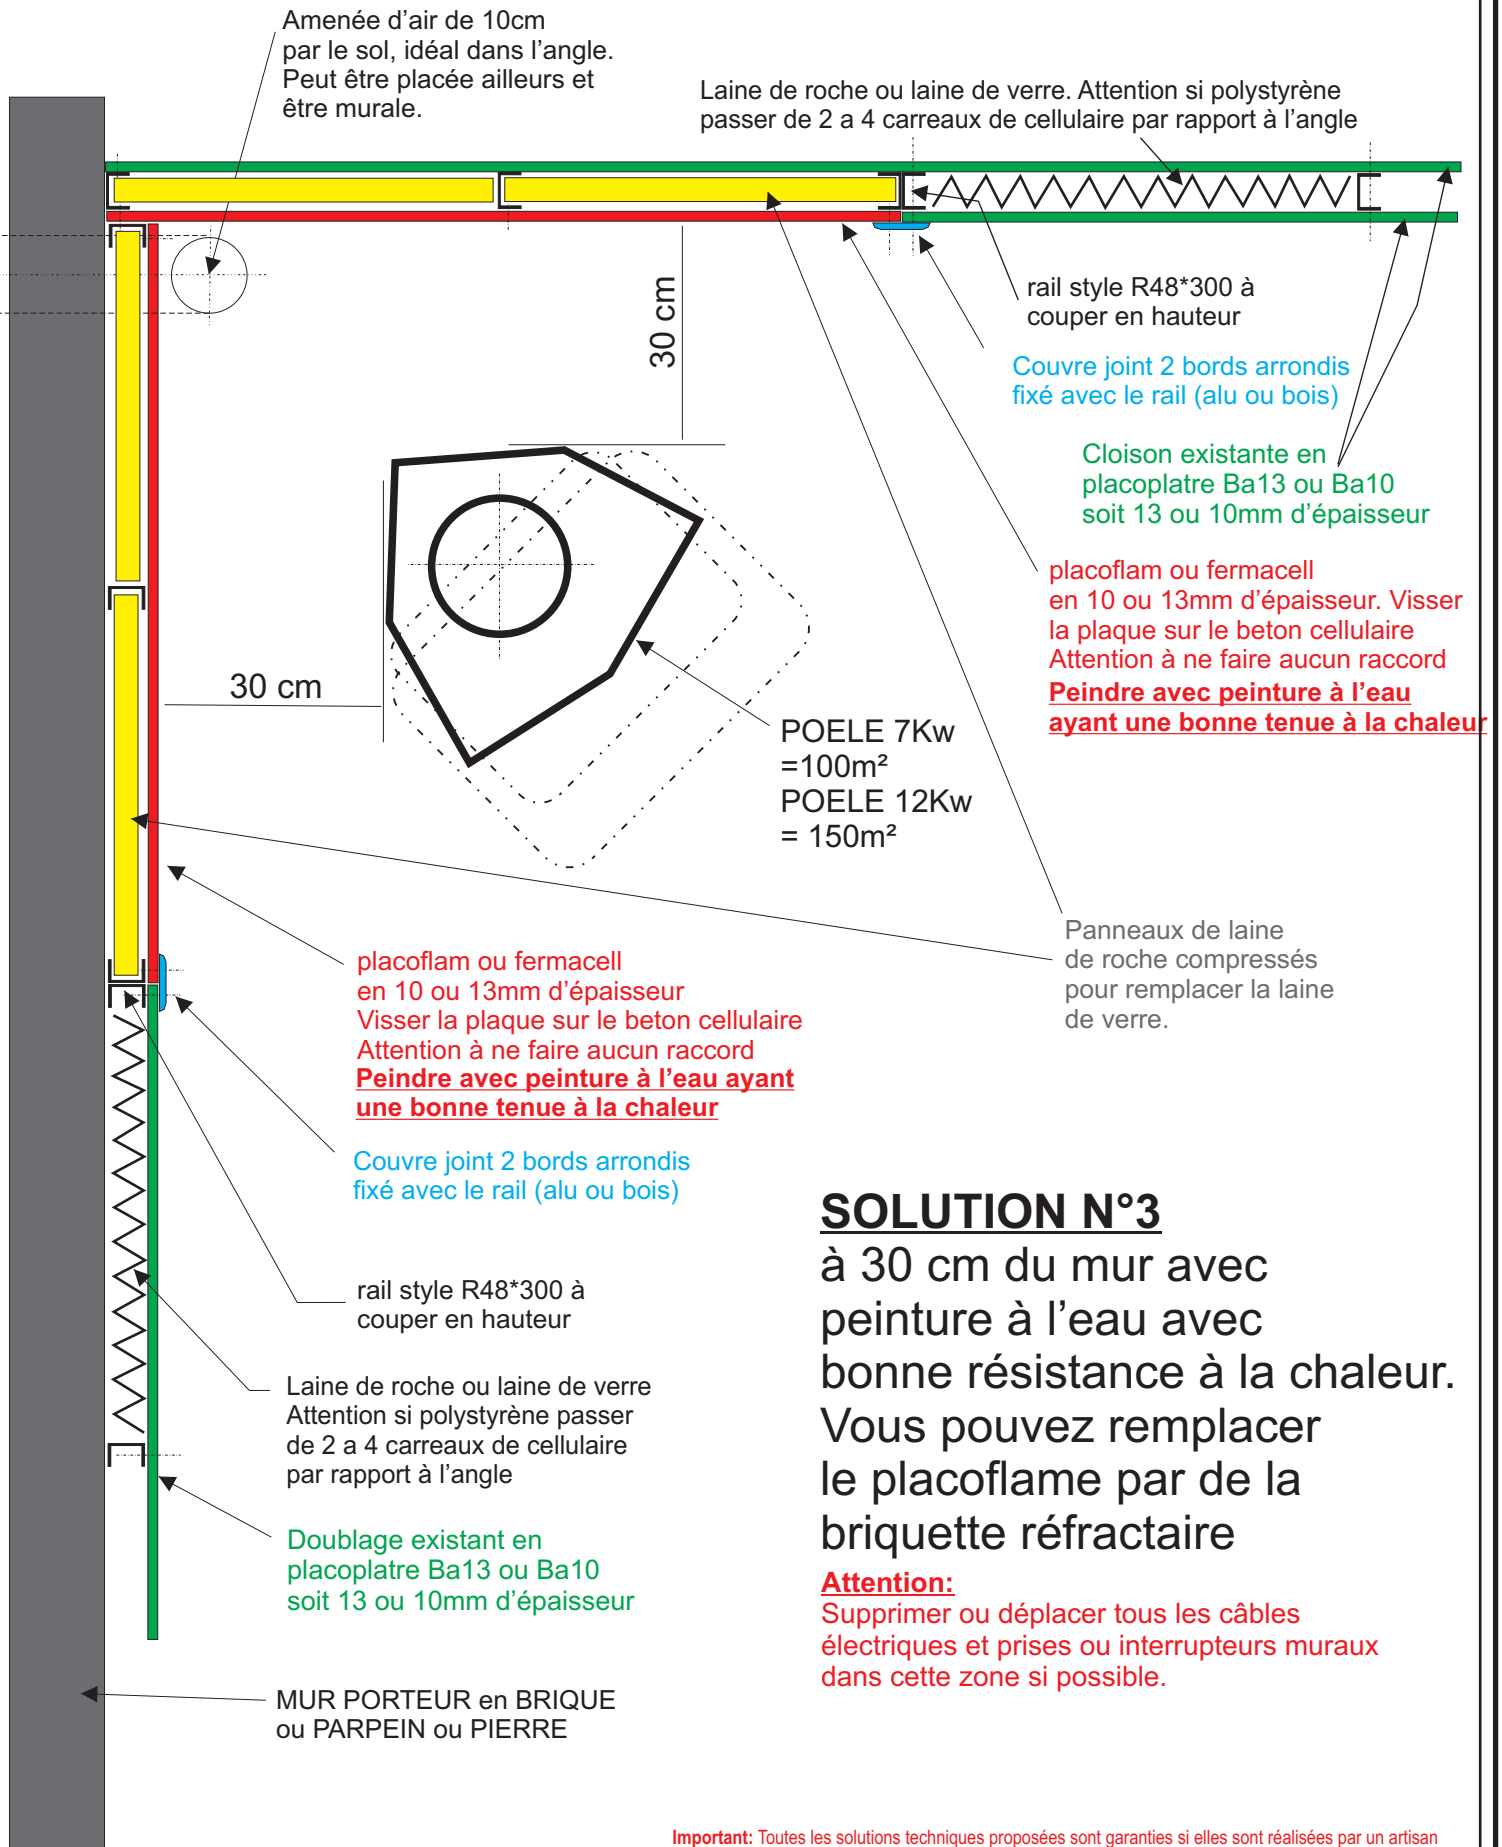 Amenée d’air de 10cm
par le sol, idéal dans l’angle.
Peut être placée ailleurs et
être murale.
Laine de roche ou laine de verre. Attention si polystyrène
passer de 2 a 4 carreaux de cellulaire par rapport à l’angle
30 cm
rail style R48*300 à
couper en hauteur
Couvre joint 2 bords arrondis
fixé avec le rail (alu ou bois)
Cloison existante en
placoplatre Ba13 ou Ba10
soit 13 ou 10mm d’épaisseur
placoflam ou fermacell
en 10 ou 13mm d’épaisseur. Visser
la plaque sur le beton cellulaire
Attention à ne faire aucun raccord
Peindre avec peinture à l’eau
ayant une bonne tenue à la chaleur
30 cm
POELE 7Kw
=100m²
POELE 12Kw
= 150m²
Panneaux de laine
de roche compressés
pour remplacer la laine
de verre.
placoflam ou fermacell
en 10 ou 13mm d’épaisseur
Visser la plaque sur le beton cellulaire
Attention à ne faire aucun raccord
Peindre avec peinture à l’eau ayant
une bonne tenue à la chaleur
Couvre joint 2 bords arrondis
fixé avec le rail (alu ou bois)
rail style R48*300 à
couper en hauteur
Laine de roche ou laine de verre
Attention si polystyrène passer
de 2 a 4 carreaux de cellulaire
par rapport à l’angle
Doublage existant en
placoplatre Ba13 ou Ba10
soit 13 ou 10mm d’épaisseur
MUR PORTEUR en BRIQUE
ou PARPEIN ou PIERRE
SOLUTION N°3
à 30 cm du mur avec
peinture à l’eau avec
bonne résistance à la chaleur.
Vous pouvez remplacer
le placoflame par de la
briquette réfractaire
Attention:
Supprimer ou déplacer tous les câbles
électriques et prises ou interrupteurs muraux
dans cette zone si possible.
Important: Toutes les solutions techniques proposées sont garanties si elles sont réalisées par un artisan